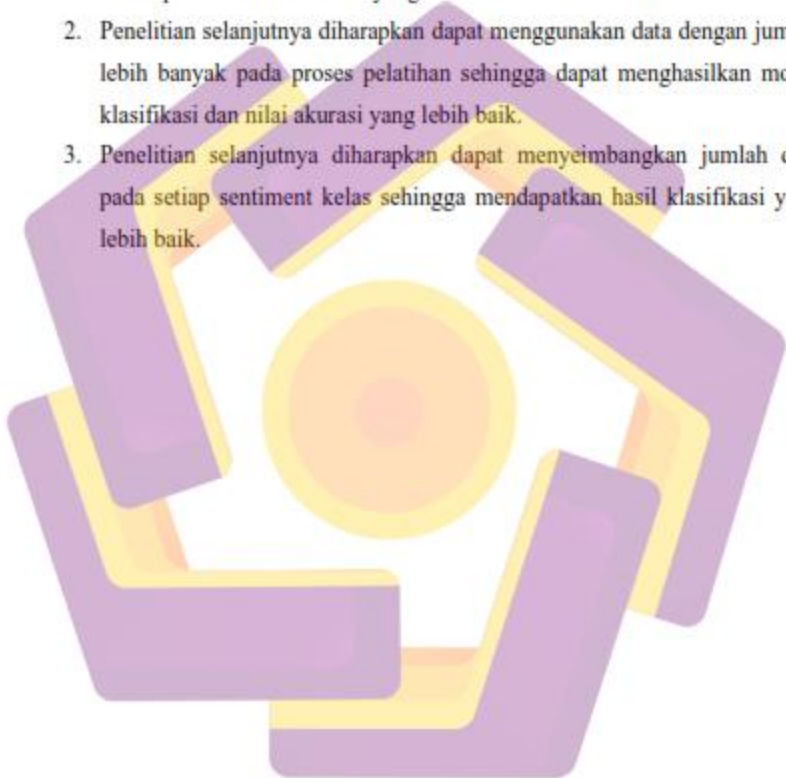 2. Penelitian selanjutnya diharapkan dapat menggunakan data dengan
lebih banyak pada proses pelatihan sehingga dapat menghasilkan
klasifikasi dan nilai akurasi yang lebih baik.
3. Penelitian selanjutnya diharapkan dapat menyeimbangkan jumlah
pada setiap sentiment kelas sehingga mendapatkan hasil klasifikasi
lebih baik.